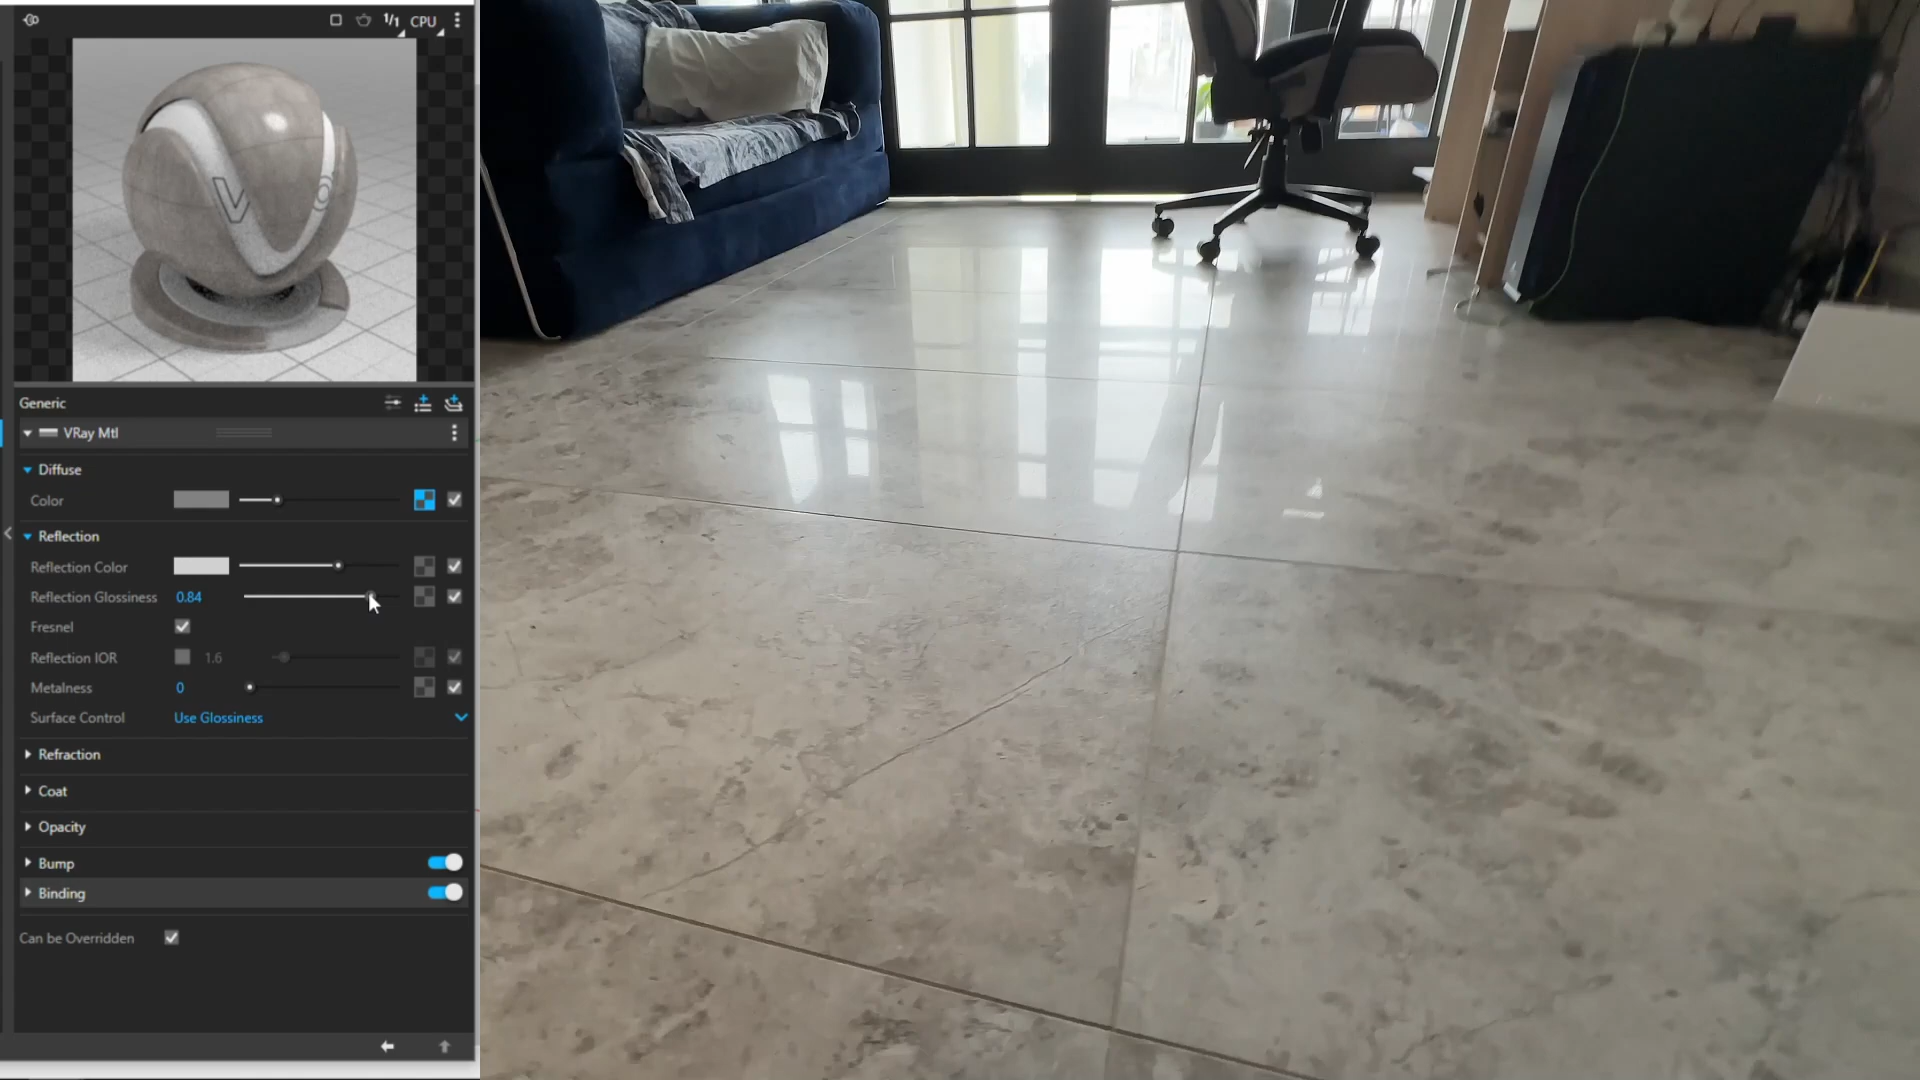 1/1 CPU
V
Generic
VRay Mtl
Diffuse
Color
Reflection
Reflection Color
Reflection Glossiness 0.84
Fresnel
Reflection IOR 1.6
Metalness 0
Surface Control Use Glossiness
Refraction
Coat
Opacity
Bump
Binding
Can be Overridden